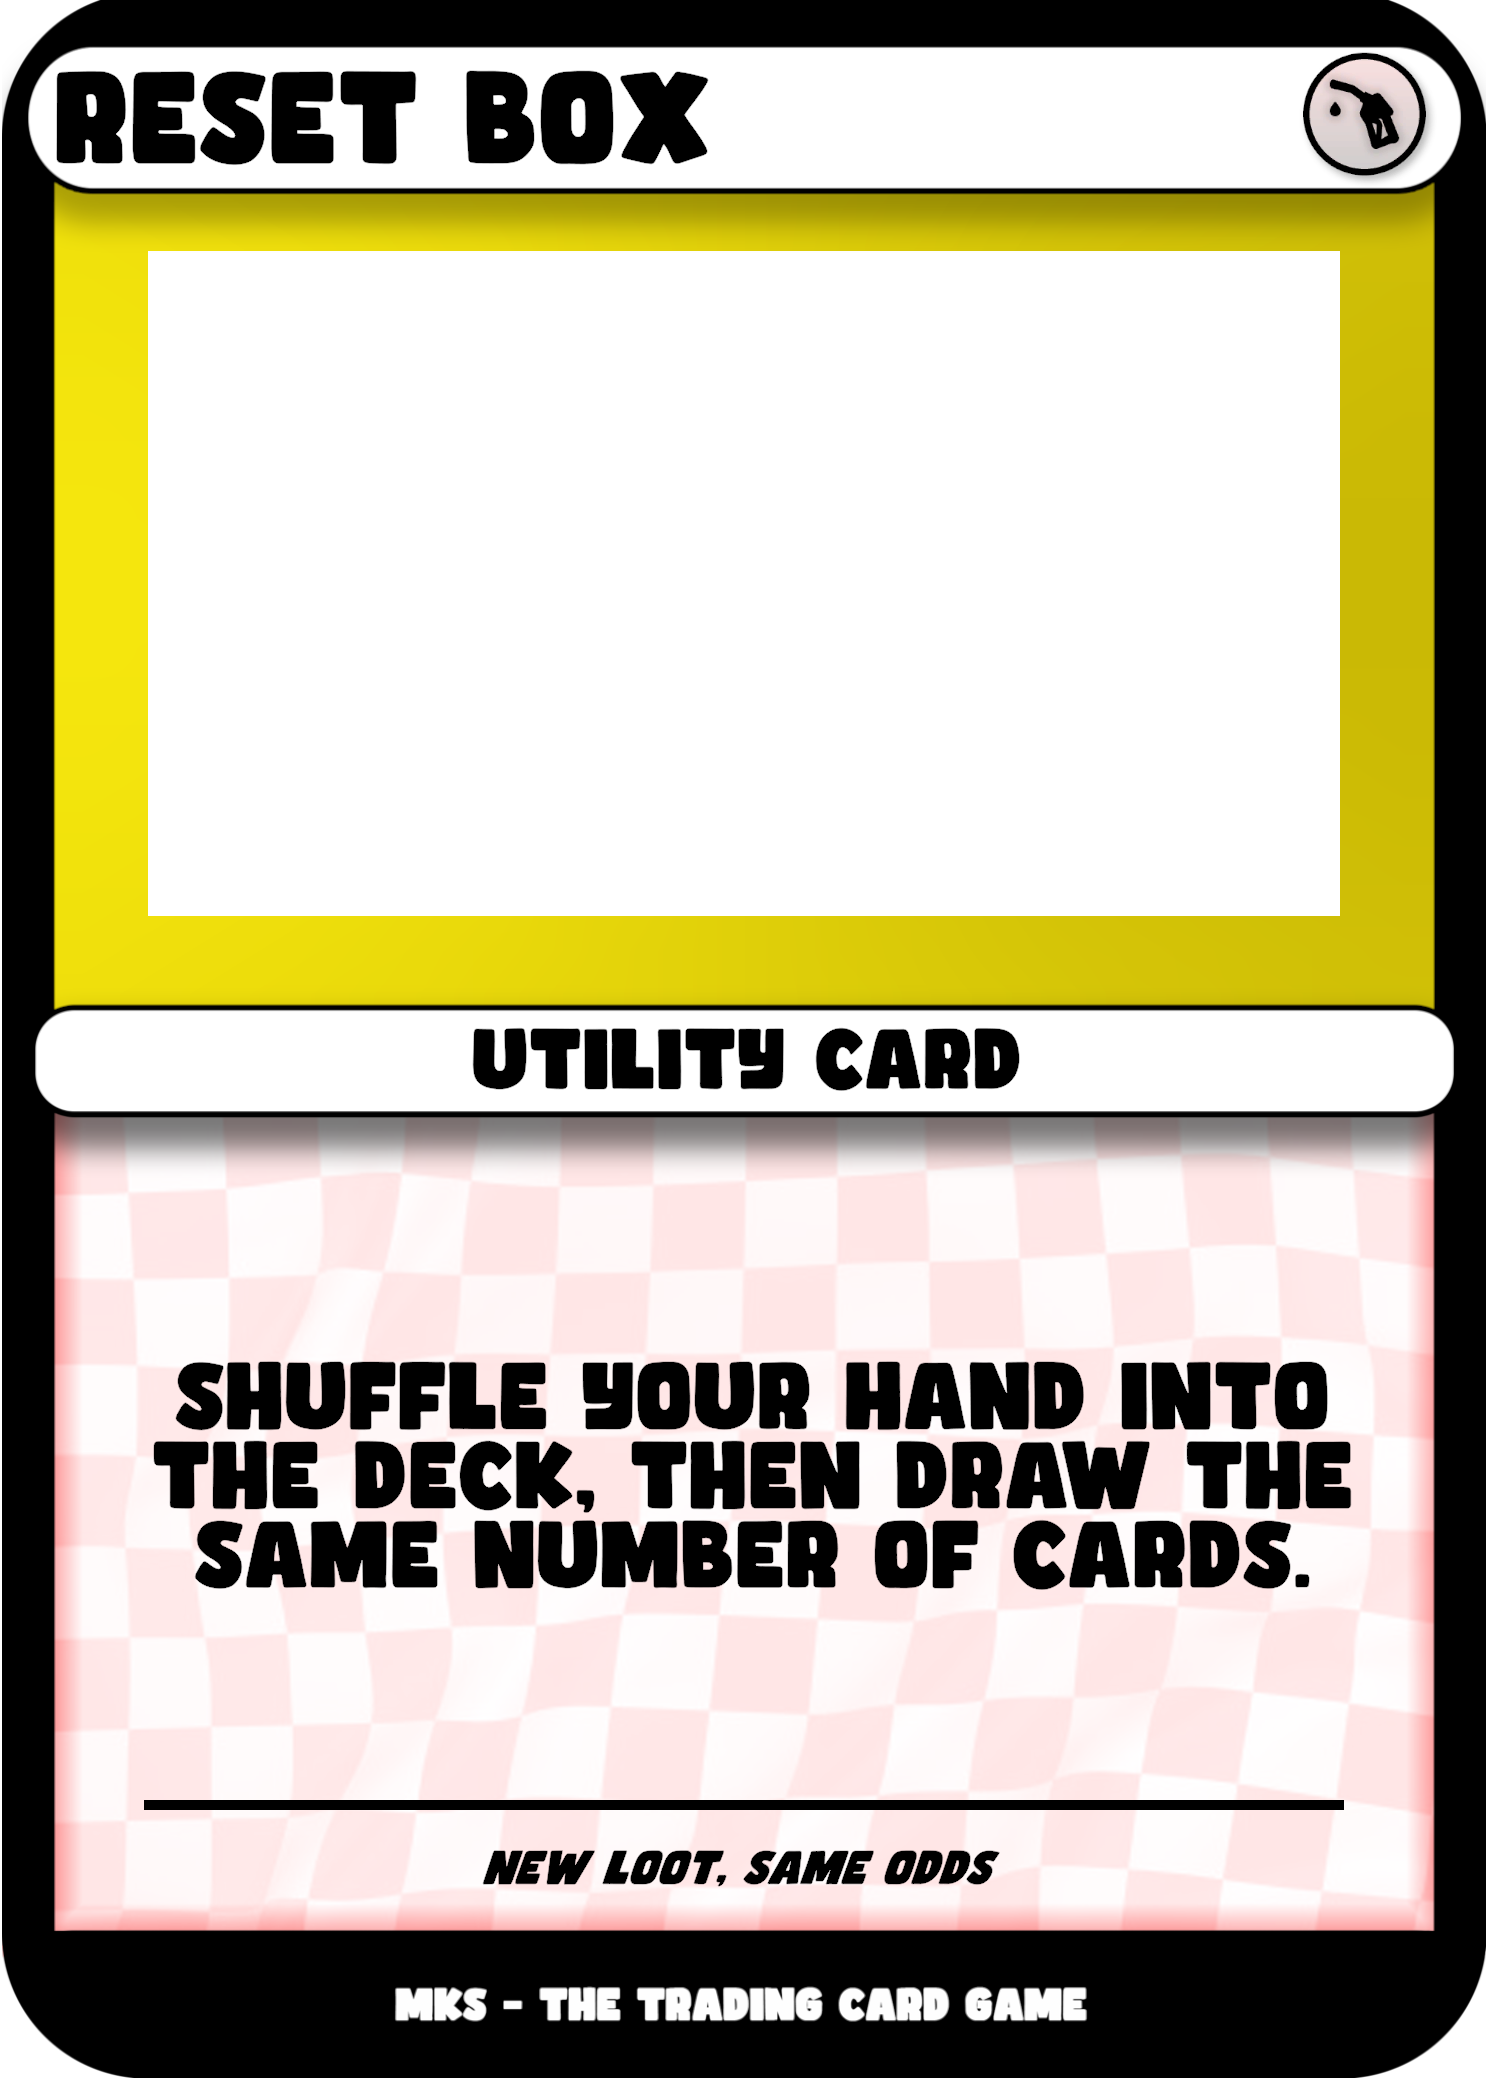 RESET BOX
UTILITY CARD
SHUFFLE YOUR HAND INTO
THE DECK, THEN DRAW THE
SAME NUMBER OF CARDS.
NEW LOOT, SAME ODDS
MKS - THE TRADING CARD GAME